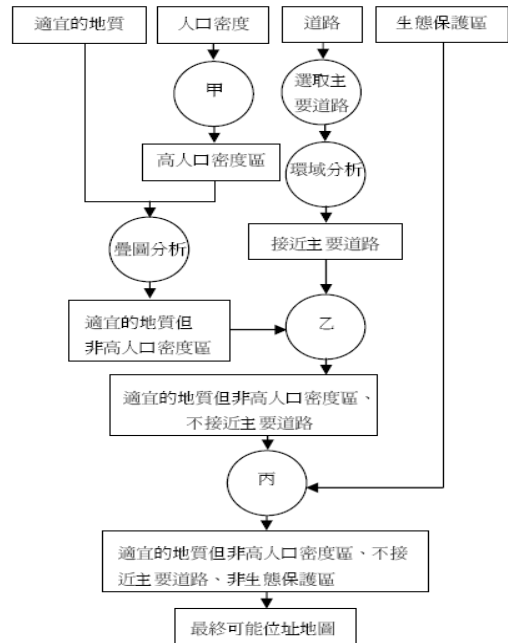 適宜的地質
人口密度
道路
生態保護區
甲
選取主
要道路
高人口密度區
環域分析
疊圖分析
接近主要道路
適宜的地質但
非高人口密度區
乙
適宜的地質但非高人口密度區、
不接近主要道路
丙
適宜的地質但非高人口密度區、不接
近主要道路、非生態保護區
最終可能位址地圖